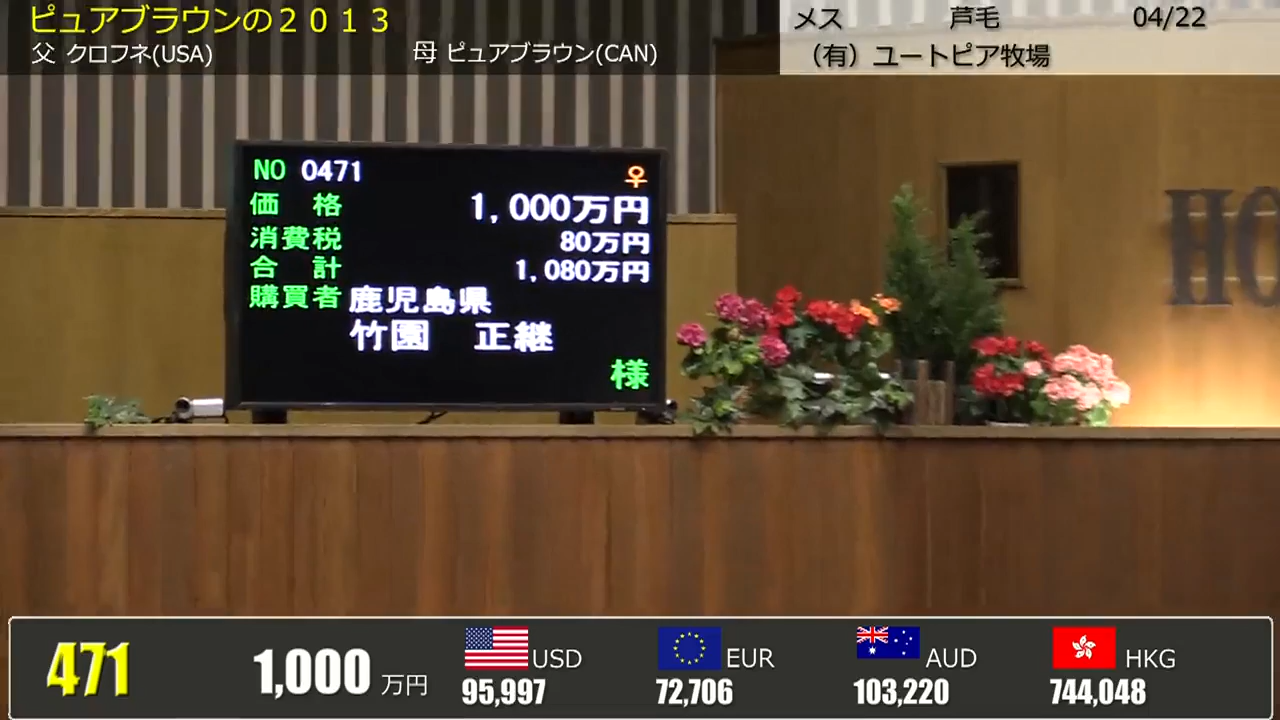 ピュアブラウンの２０１３
父 クロフネ(USA) 母 ピュアブラウン(CAN)
メス 芦毛 04/22
（有）ユートピア牧場
NO 0471 ♀
価 格 1,000万円
消費税 80万円
合 計 1,080万円
購買者 鹿児島県
竹園 正継
様
HO
471 1,000 万円
USD 95,997
EUR 72,706
AUD 103,220
HKG 744,048